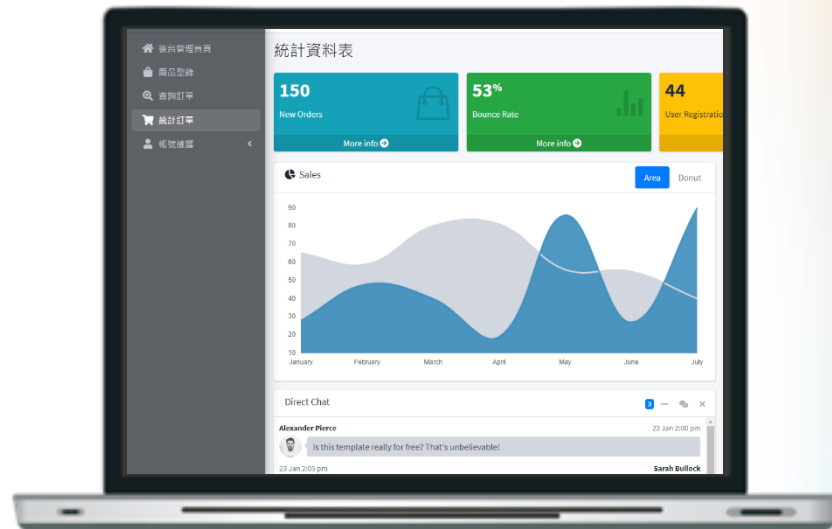 後台管理首頁
商品型錄
查詢訂單
統計訂單
帳號維護
統計資料表
150
New Orders
More info
53%
Bounce Rate
More info
44
User Registratio
Sales
Area
Donut
90
80
70
60
50
40
30
20
10
January
February
March
April
May
June
July
Direct Chat
3
Alexander Pierce
23 Jan 2:00 pm
Is this template really for free? That's unbelievable!
23 Jan 2:05 pm
Sarah Bullock